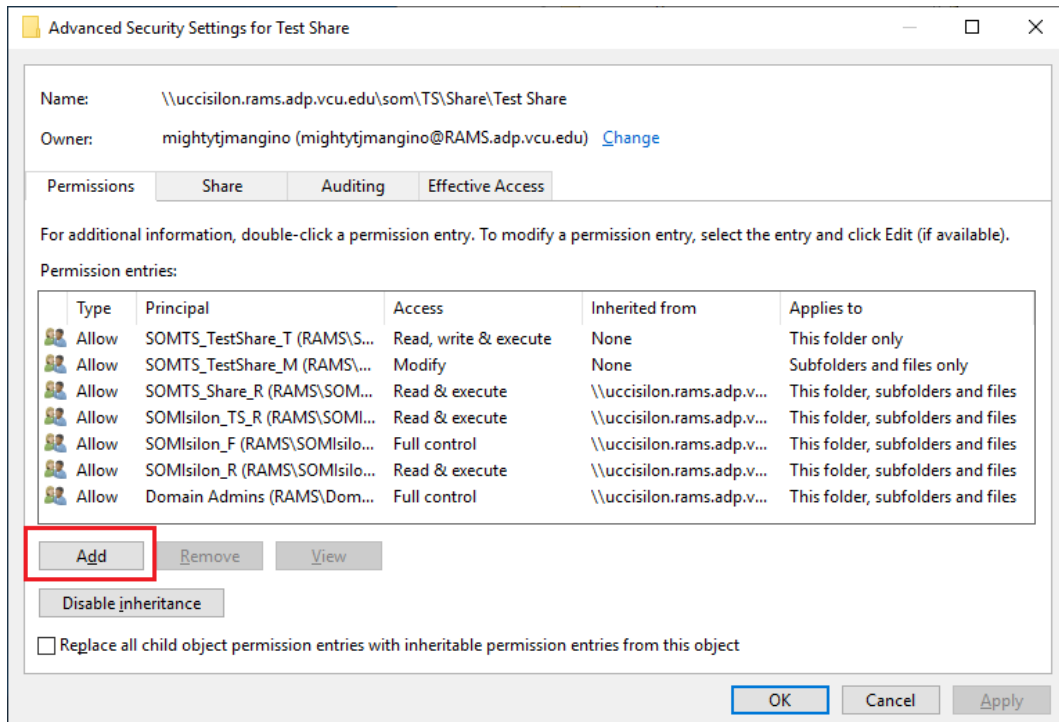 Advanced Security Settings for Test Share
Name: \\uccisilon.rams.adp.vcu.edu\som\TS\Share\Test Share
Owner: mightytjmangino (mightytjmangino@RAMS.adp.vcu.edu) Change
Permissions Share Auditing Effective Access
For additional information, double-click a permission entry. To modify a permission entry, select the entry and click Edit (if available).
Permission entries:
Type Principal Access Inherited from Applies to
Allow SOMTS_TestShare_T (RAMS\S... Read, write & execute None This folder only
Allow SOMTS_TestShare_M (RAMS\... Modify None Subfolders and files only
Allow SOMTS_Share_R (RAMS\SOM... Read & execute \\uccisilon.rams.adp.v... This folder, subfolders and files
Allow SOMIsilon_TS_R (RAMS\SOMI... Read & execute \\uccisilon.rams.adp.v... This folder, subfolders and files
Allow SOMIsilon_F (RAMS\SOMIsilo... Full control \\uccisilon.rams.adp.v... This folder, subfolders and files
Allow SOMIsilon_R (RAMS\SOMIsilo... Read & execute \\uccisilon.rams.adp.v... This folder, subfolders and files
Allow Domain Admins (RAMS\Dom... Full control \\uccisilon.rams.adp.v... This folder, subfolders and files
Add Remove View
Disable inheritance
Replace all child object permission entries with inheritable permission entries from this object
OK Cancel Apply